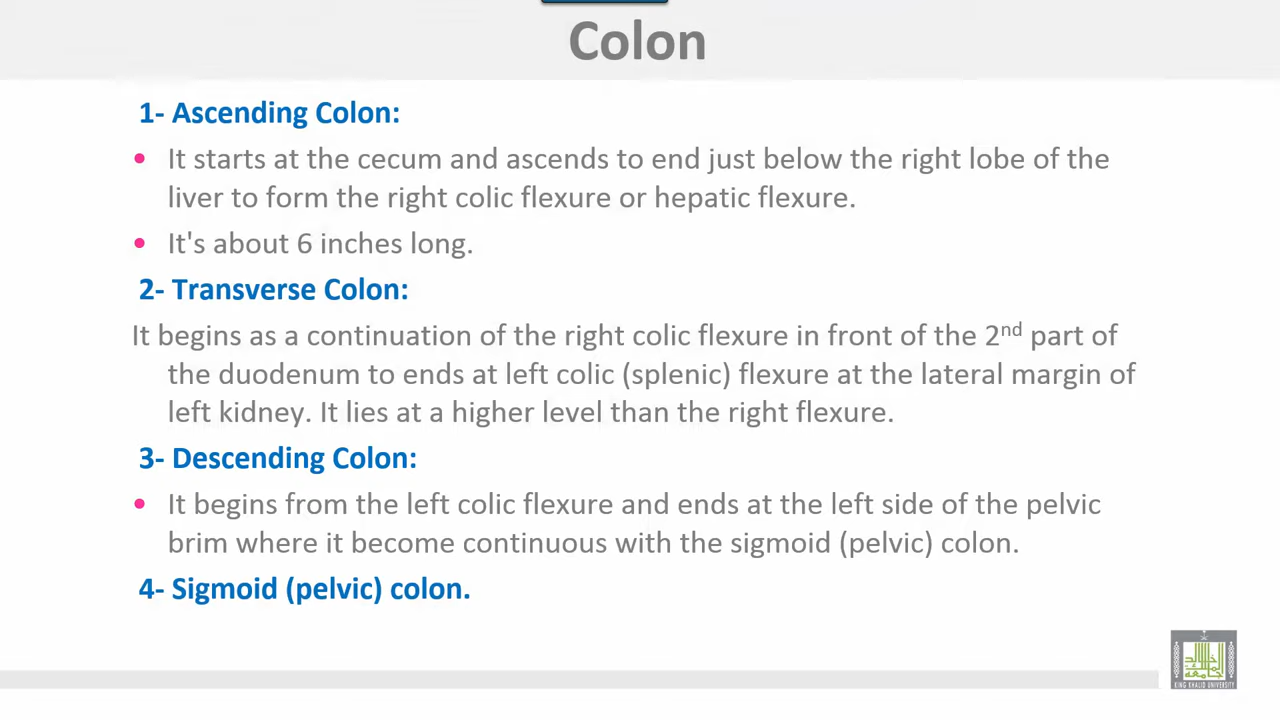 Colon
1- Ascending Colon:
• It starts at the cecum and ascends to end just below the right lobe of the
liver to form the right colic flexure or hepatic flexure.
• It's about 6 inches long.
2- Transverse Colon:
It begins as a continuation of the right colic flexure in front of the 2nd part of
the duodenum to ends at left colic (splenic) flexure at the lateral margin of
left kidney. It lies at a higher level than the right flexure.
3- Descending Colon:
• It begins from the left colic flexure and ends at the left side of the pelvic
brim where it become continuous with the sigmoid (pelvic) colon.
4- Sigmoid (pelvic) colon.
KING KHALID UNIVERSITY